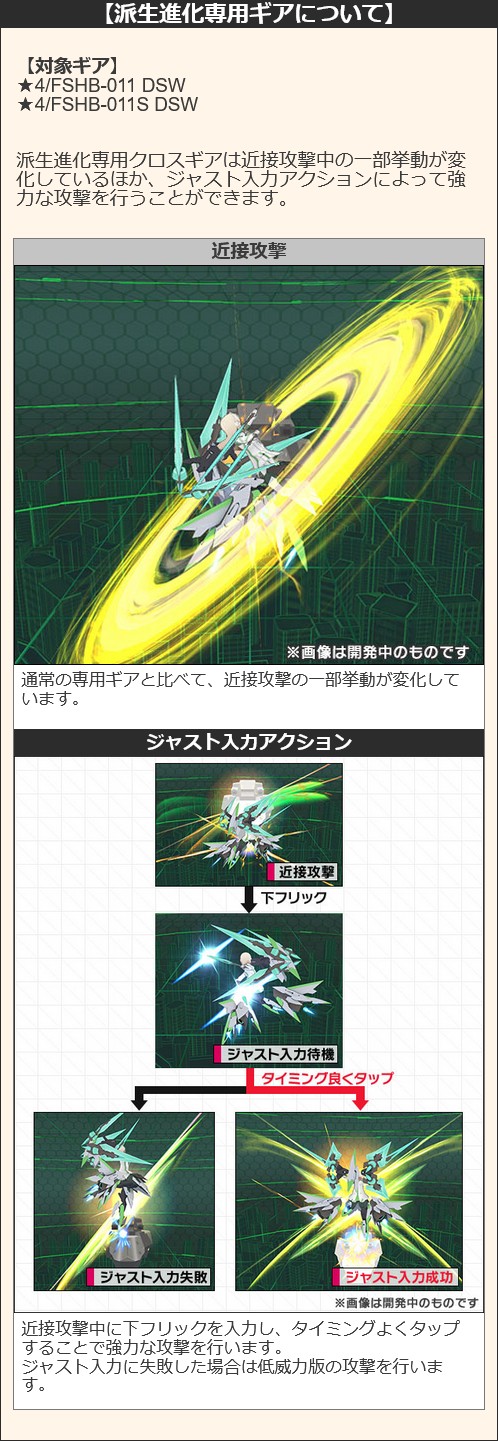 【派生進化専用ギアについて】
【対象ギア】
★4/FSHB-011 DSW
★4/FSHB-011S DSW
派生進化専用クロスギアは近接攻撃中の一部挙動が変
化しているほか、ジャスト入力アクションによって強
力な攻撃を行うことができます。
近接攻撃
※画像は開発中のものです
通常の専用ギアと比べて、近接攻撃の一部挙動が変化して
います。
ジャスト入力アクション
近接攻撃
下フリック
ジャスト入力待機
タイミング良くタップ
ジャスト入力失敗
ジャスト入力成功
※画像は開発中のものです
近接攻撃中に下フリックを入力し、タイミングよくタップ
することで強力な攻撃を行います。
ジャスト入力に失敗した場合は低威力版の攻撃を行いま
す。